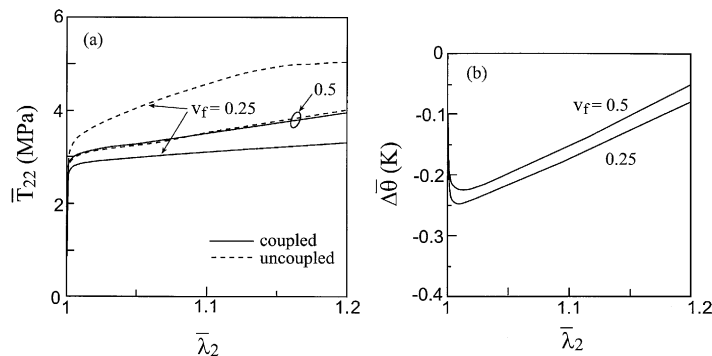 (a)
6
4
2
0
T̄₂₂ (MPa)
v_f = 0.25
0.5
coupled
uncoupled
1
1.1
1.2
λ̄₂
(b)
0
-0.1
-0.2
-0.3
-0.4
Δθ̄ (K)
v_f = 0.5
0.25
1
1.1
1.2
λ̄₂